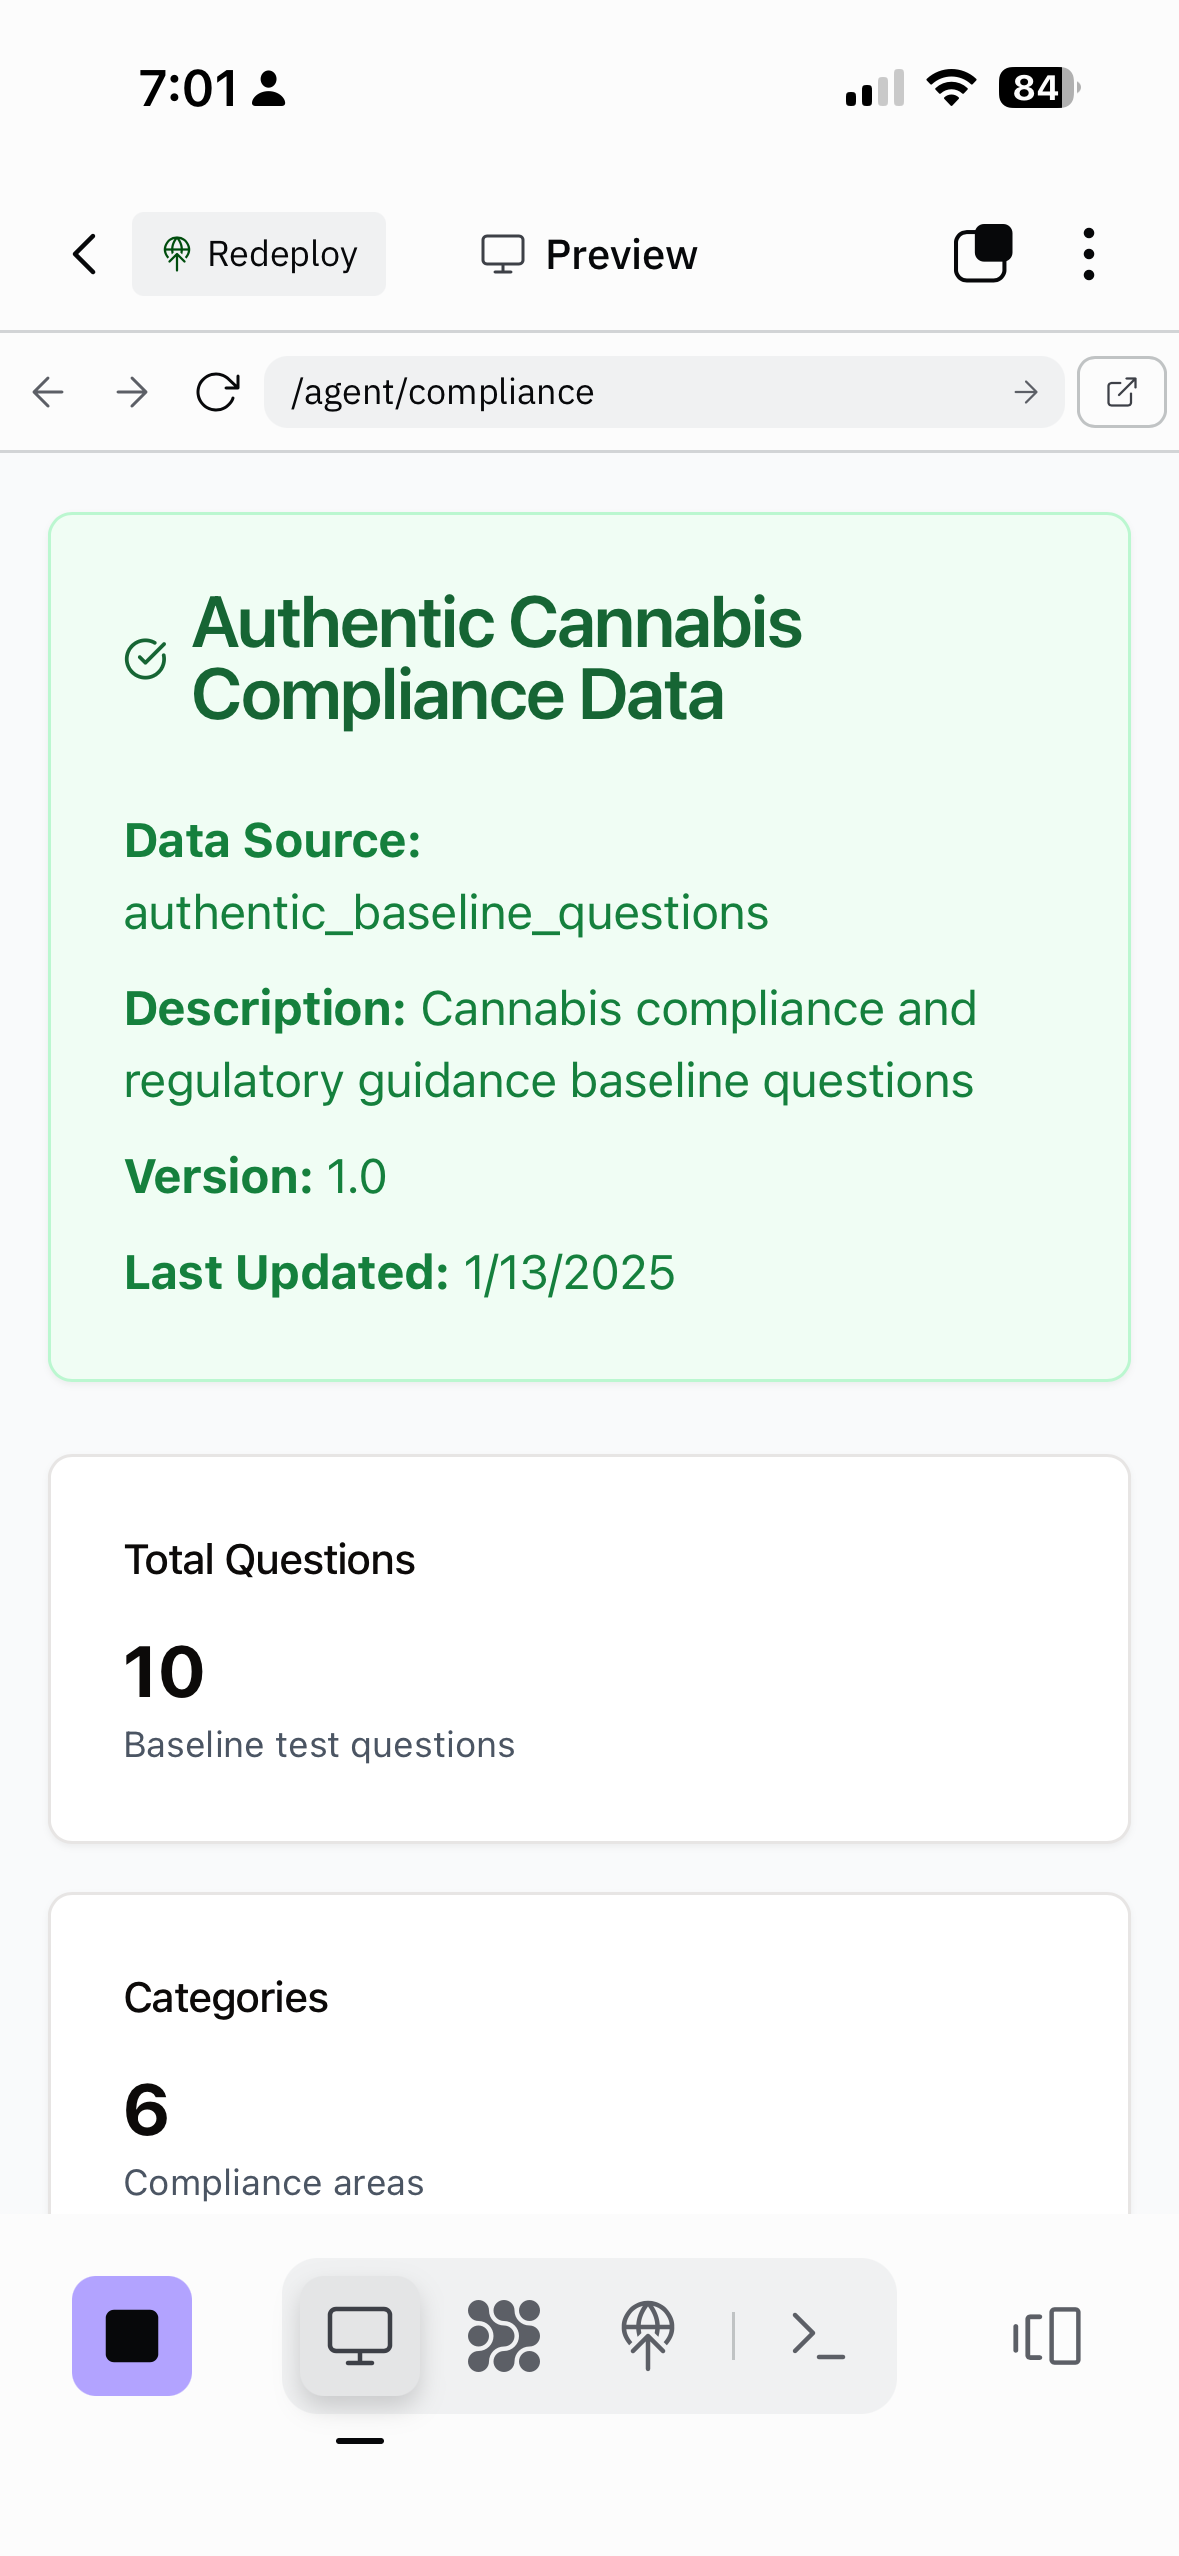 7:01
84
Redeploy
Preview
/agent/compliance
Authentic Cannabis
Compliance Data
Data Source:
authentic_baseline_questions
Description: Cannabis compliance and
regulatory guidance baseline questions
Version: 1.0
Last Updated: 1/13/2025
Total Questions
10
Baseline test questions
Categories
6
Compliance areas